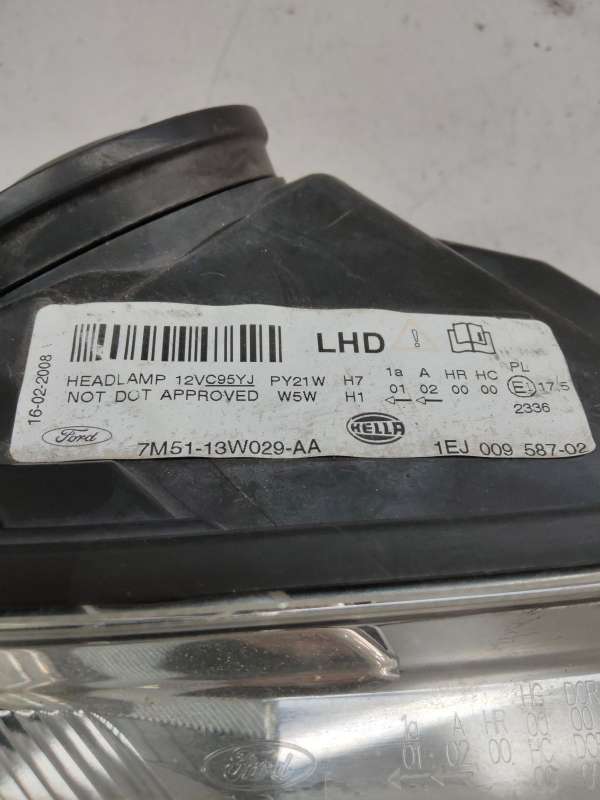 16-02-2008
LHD
HEADLAMP 12VC95YJ PY21W H7
NOT DOT APPROVED W5W H1
1a A HR HC PL
01 02 00 00 E1 17,5
2336
Ford
7M51-13W029-AA
HELLA
1EJ 009 587-02
Ford
1a A HR
01 02 00 HC